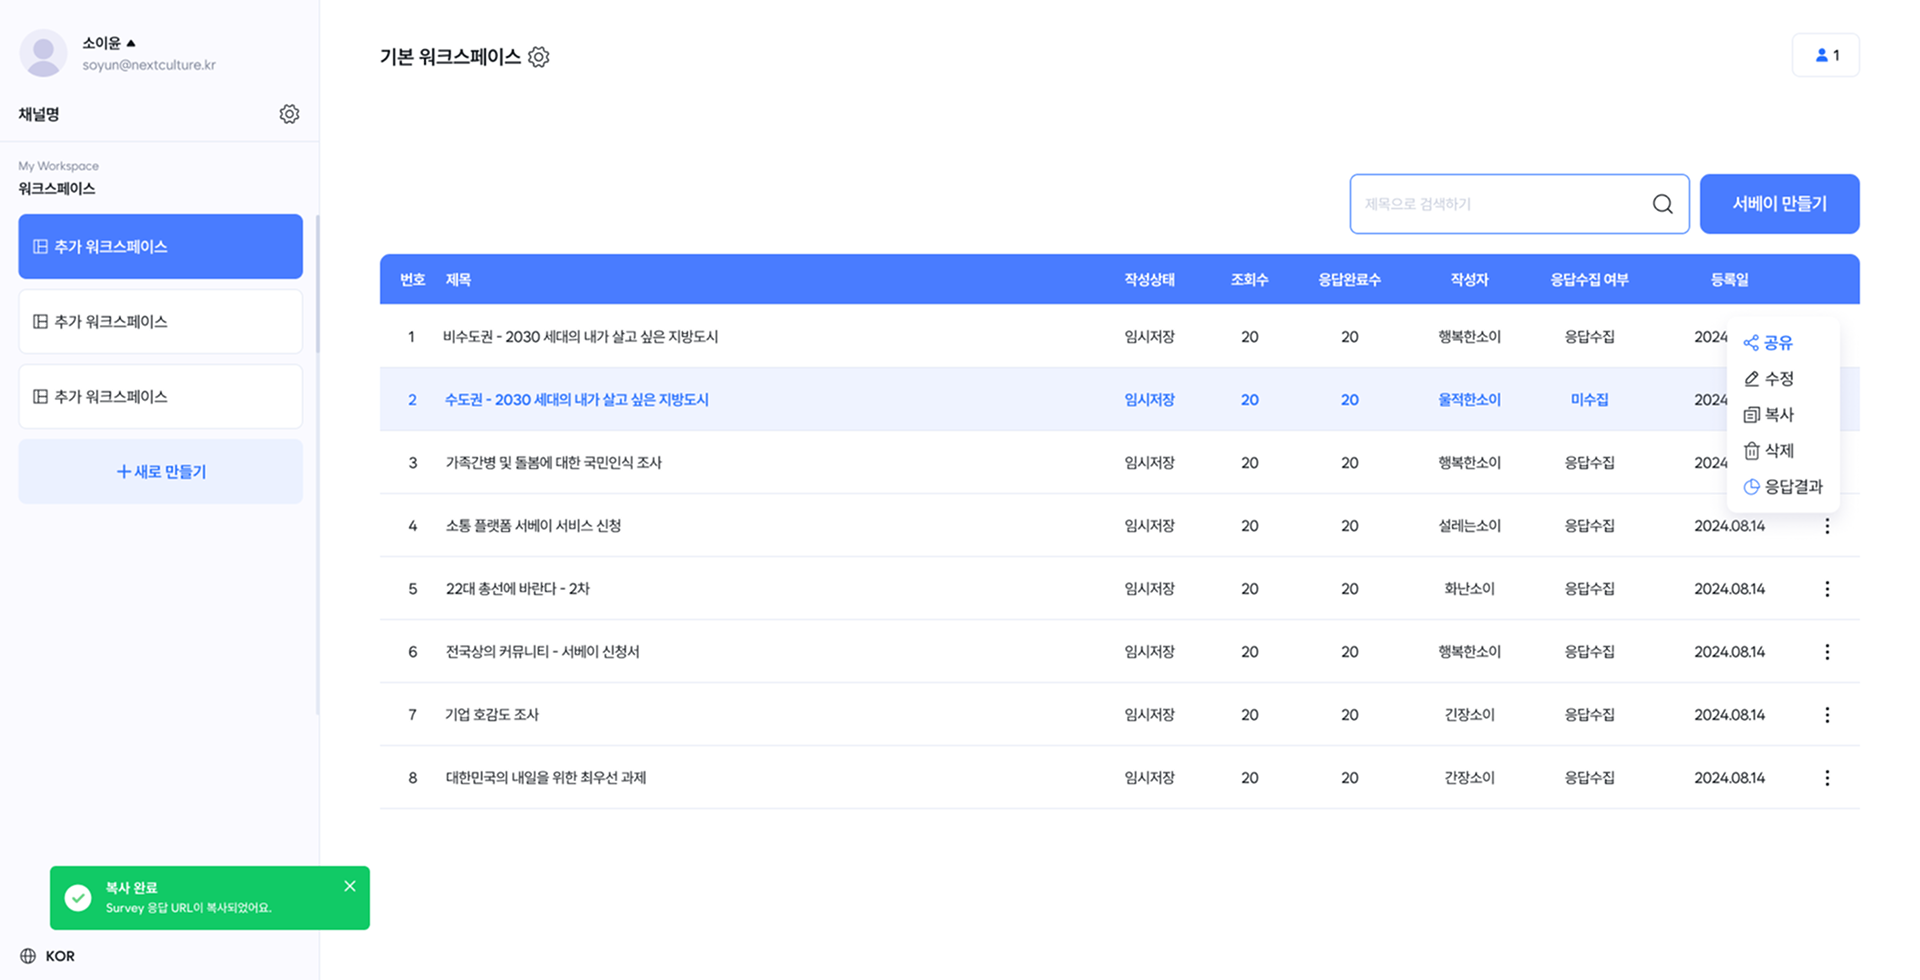 소이윤 ▲
soyun@nextculture.kr
채널명
My Workspace
워크스페이스
추가 워크스페이스
추가 워크스페이스
추가 워크스페이스
+ 새로 만들기
기본 워크스페이스
1
제목으로 검색하기
서베이 만들기
번호 제목 작성상태 조회수 응답완료수 작성자 응답수집 여부 등록일
1 비수도권 - 2030 세대의 내가 살고 싶은 지방도시 임시저장 20 20 행복한소이 응답수집 2024
2 수도권 - 2030 세대의 내가 살고 싶은 지방도시 임시저장 20 20 울적한소이 미수집 2024
3 가족간병 및 돌봄에 대한 국민인식 조사 임시저장 20 20 행복한소이 응답수집 2024
4 소통 플랫폼 서베이 서비스 신청 임시저장 20 20 설레는소이 응답수집 2024.08.14
5 22대 총선에 바란다 - 2차 임시저장 20 20 화난소이 응답수집 2024.08.14
6 전국상의 커뮤니티 - 서베이 신청서 임시저장 20 20 행복한소이 응답수집 2024.08.14
7 기업 호감도 조사 임시저장 20 20 긴장소이 응답수집 2024.08.14
8 대한민국의 내일을 위한 최우선 과제 임시저장 20 20 간장소이 응답수집 2024.08.14
공유
수정
복사
삭제
응답결과
복사 완료
Survey 응답 URL이 복사되었어요.
KOR